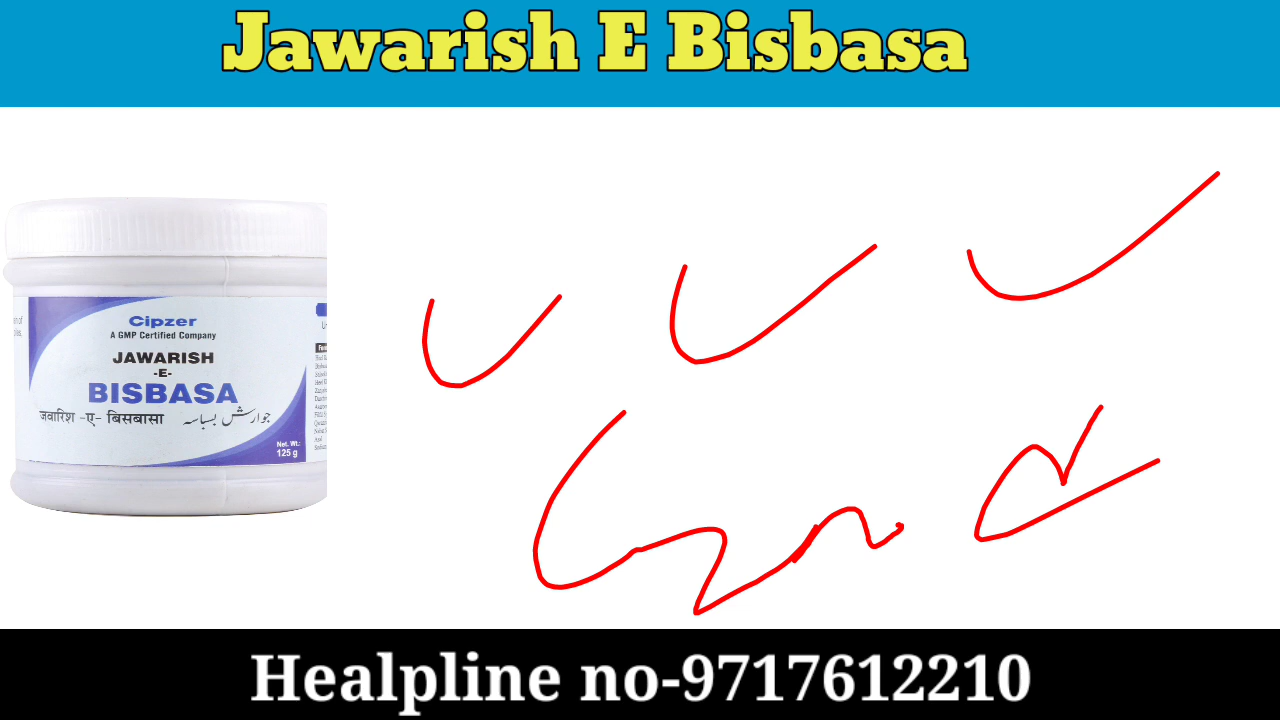 Jawarish E Bisbasa
Cipzer
A GMP Certified Company
JAWARISH
-E-
BISBASA
जवारिश -ए- बिसबासा جوارش بسباسہ
Net. Wt.:
125 g
Healpline no-9717612210